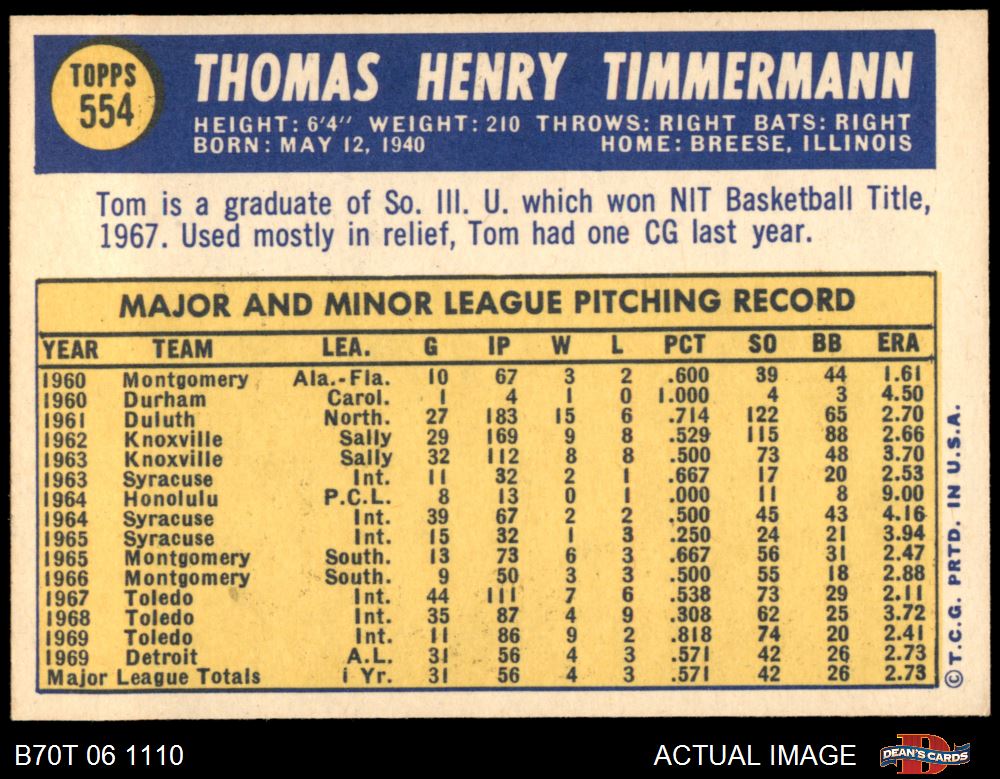 TOPPS
554
THOMAS HENRY TIMMERMANN
HEIGHT: 6'4" WEIGHT: 210 THROWS: RIGHT BATS: RIGHT
BORN: MAY 12, 1940 HOME: BREESE, ILLINOIS
Tom is a graduate of So. Ill. U. which won NIT Basketball Title,
1967. Used mostly in relief, Tom had one CG last year.
MAJOR AND MINOR LEAGUE PITCHING RECORD
YEAR TEAM LEA. G IP W L PCT SO BB ERA
1960 Montgomery Ala.-Fla. 10 67 3 2 .600 39 44 1.61
1960 Durham Carol. 1 4 1 0 1.000 4 3 4.50
1961 Duluth North. 27 183 15 6 .714 122 65 2.70
1962 Knoxville Sally 29 169 9 8 .529 115 88 2.66
1963 Knoxville Sally 32 112 8 8 .500 73 48 3.70
1963 Syracuse Int. 11 32 2 1 .667 17 20 2.53
1964 Honolulu P.C.L. 8 13 0 1 .000 11 8 9.00
1964 Syracuse Int. 39 67 2 2 .500 45 43 4.16
1965 Syracuse Int. 15 32 1 3 .250 24 21 3.94
1965 Montgomery South. 13 73 6 3 .667 56 31 2.47
1966 Montgomery South. 9 50 3 3 .500 55 18 2.88
1967 Toledo Int. 44 111 7 6 .538 73 29 2.11
1968 Toledo Int. 35 87 4 9 .308 62 25 3.72
1969 Toledo Int. 11 86 9 2 .818 74 20 2.41
1969 Detroit A.L. 31 56 4 3 .571 42 26 2.73
Major League Totals 1 Yr. 31 56 4 3 .571 42 26 2.73
© T.C.G. PRTD. IN U.S.A.
B70T 06 1110
ACTUAL IMAGE
DEAN'S CARDS